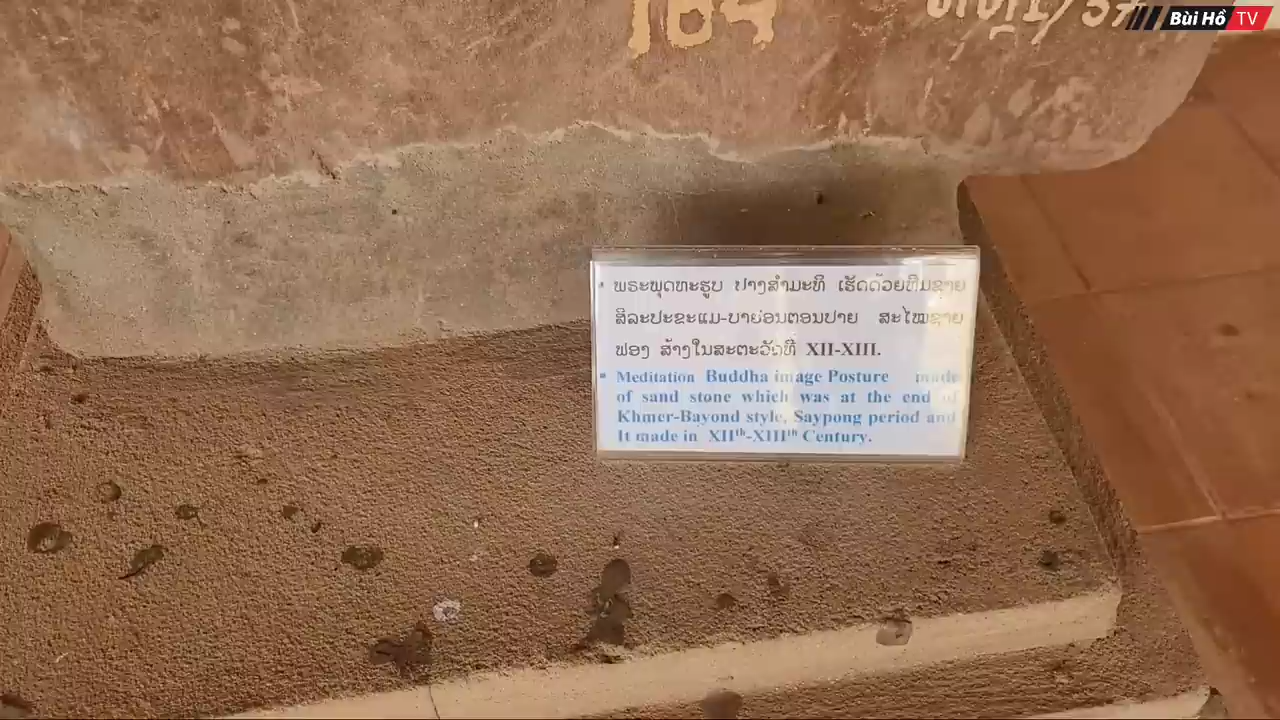 164
Bùi Hồ TV
• ພຣະພຸດທະຮູບ ປາງສຳມະທິ ເຮັດດ້ວຍຫີນຊາຍ
ສິລະປະຂະແມ-ບາຢ່ອນຕອນປາຍ ສະໄໝຊາຍ
ຟອງ ສ້າງໃນສະຕະວັດທີ່ XII-XIII.
• Meditation Buddha image Posture made
of sand stone which was at the end of
Khmer-Bayond style, Saypong period and
It made in XIIth-XIIIth Century.